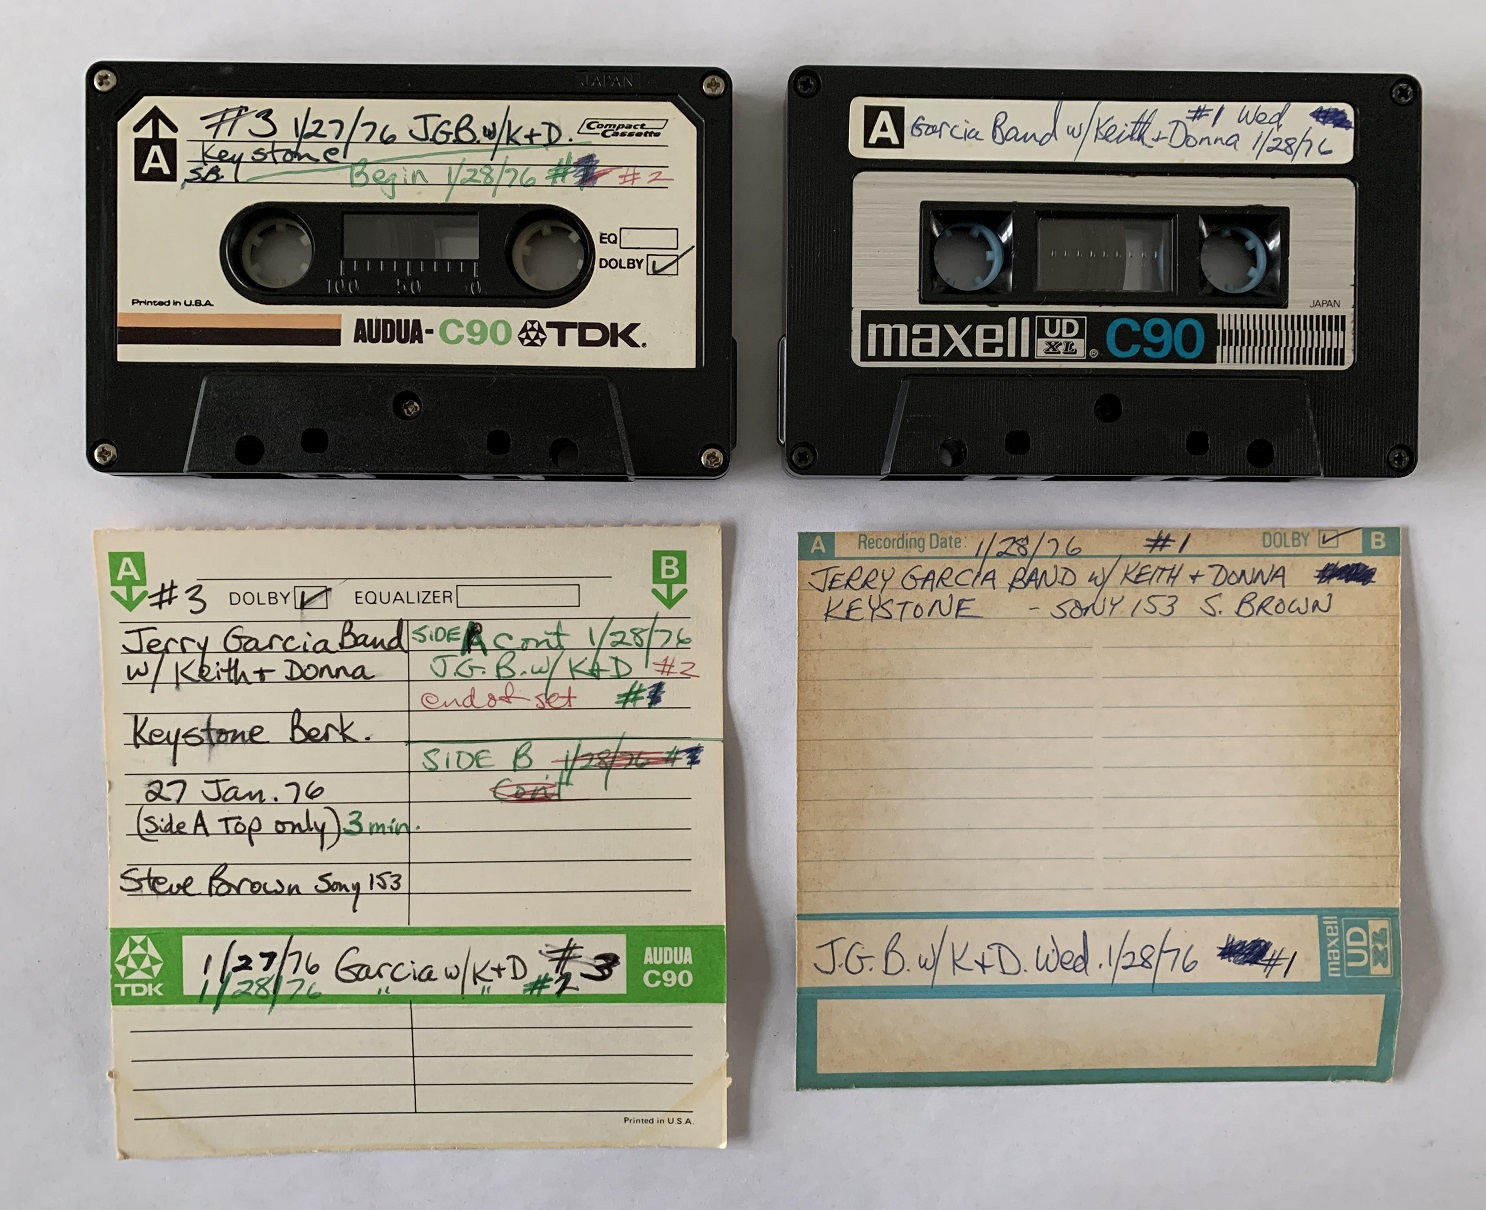 JAPAN
A
#3 1/27/76 J.G.B. w/K+D.
Compact Cassette
Keystone
SB
Begin 1/28/76 # #2
EQ
DOLBY ✓
100 50 0
Printed in U.S.A.
AUDUA-C90 TDK.
A
#1 Wed
Garcia Band w/Keith+Donna 1/28/76
JAPAN
maxell UD XL ® C90
A B
#3 DOLBY ✓ EQUALIZER
Jerry Garcia Band
w/ Keith + Donna
Keystone Berk.
27 Jan. 76
(Side A Top only) 3 min.
Steve Brown Sony 153
SIDE A cont 1/28/76
J.G.B. w/ K+D #2
end of set #
SIDE B 1/28/76 #
Cont
TDK
1/27/76 Garcia w/K+D #3
1/28/76 " " #2
AUDUA
C90
Printed in U.S.A.
A Recording Date: 1/28/76 #1 DOLBY ✓ B
JERRY GARCIA BAND w/ KEITH + DONNA
KEYSTONE - SONY 153 S. BROWN
J.G.B. w/ K+D. Wed. 1/28/76 #1
maxell
UD
XL